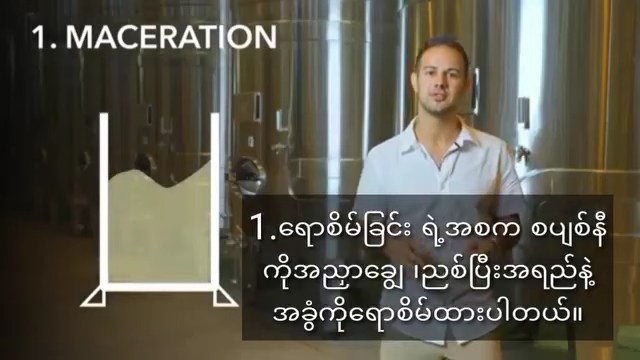 1. MACERATION
1.ရောစိမ်ခြင်း ရဲ့အစက စပျစ်နီ
ကိုအညှာချွေ ၊ညစ်ပြီးအရည်နဲ့
အခွံကိုရောစိမ်ထားပါတယ်။